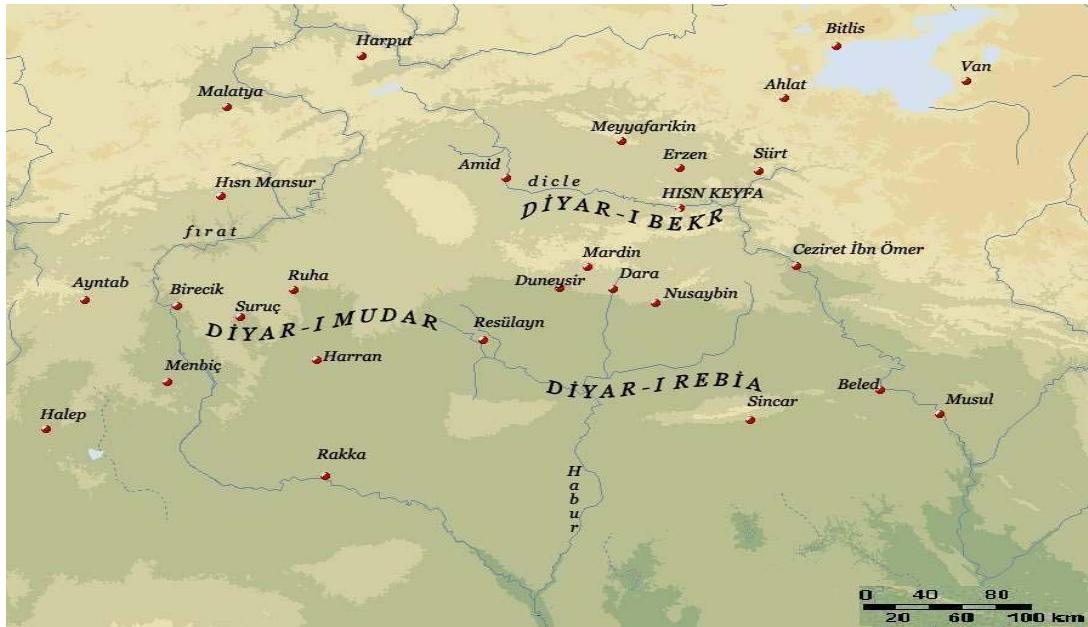 Bitlis
Harput
Van
Ahlat
Malatya
Meyyafarikin
Erzen
Siirt
Amid
dicle
Hısn Mansur
HISN KEYFA
DİYAR-I BEKR
fırat
Mardin
Ceziret İbn Ömer
Ayntab
Ruha
Dara
Duneysir
Birecik
Nusaybin
Suruç
DİYAR-I MUDAR
Resülayn
Harran
Menbiç
DİYAR-I REBİA
Beled
Sincar
Musul
Halep
Rakka
Habur
0 40 80
20 60 100 km